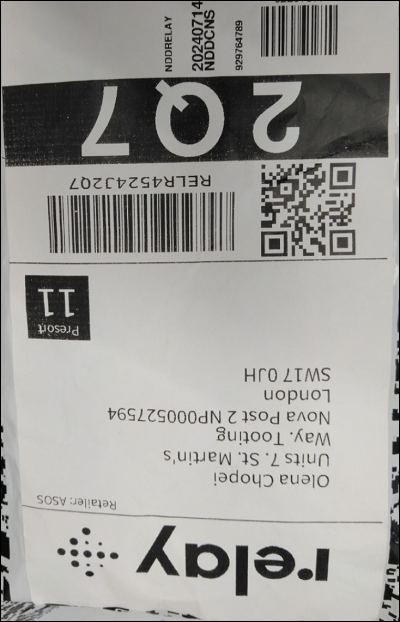 relay
Retailer: ASOS
Olena Chopei
Units 7. St. Martin's
Way. Tooting
Nova Post 2 NP000527594
London
SW17 0JH
Presort
11
RELR4524J2Q7
2Q7
NDDRELAY
20240714
NDDCNS
929764789